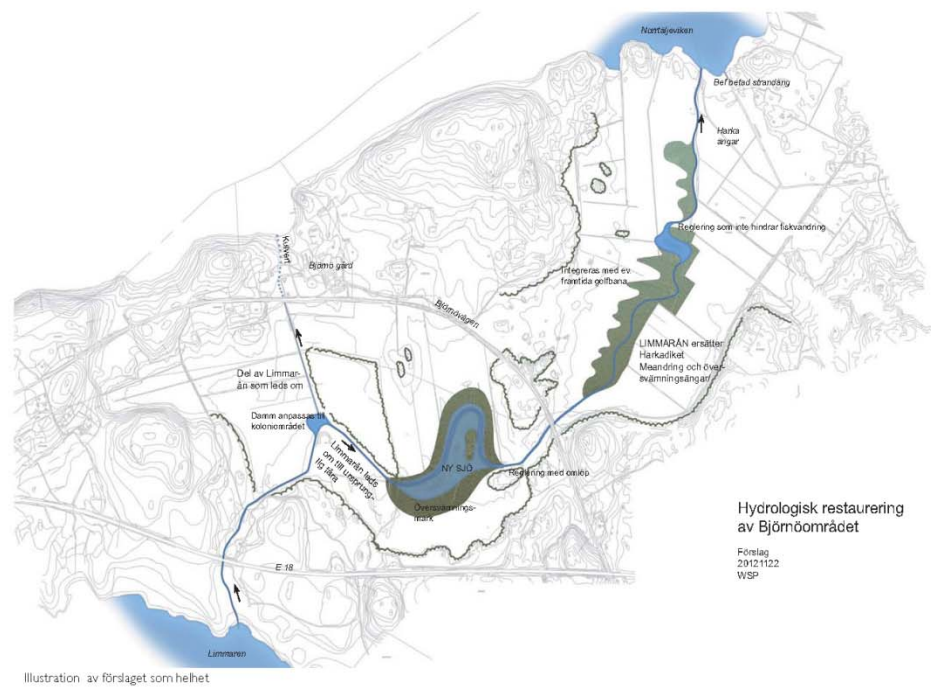 Norrtäljeviken
Bef betad strandäng
Harka
ängar
Reglering som inte hindrar fiskvandring
Kulvert
Björnö gård
Integreras med ev
framtida golfbana
Björnövägen
LIMMARÅN ersätter
Harkadiket
Meandring och över-
svämningsängar
Del av Limmar-
ån som leds om
Damm anpassas till
koloniområdet
Limmarån leds
om till ursprung-
lig fåra
NY SJÖ
Reglering med omlöp
Översvämnings-
mark
E 18
Limmaren
Hydrologisk restaurering
av Björnöområdet
Förslag
20121122
WSP
Illustration av förslaget som helhet